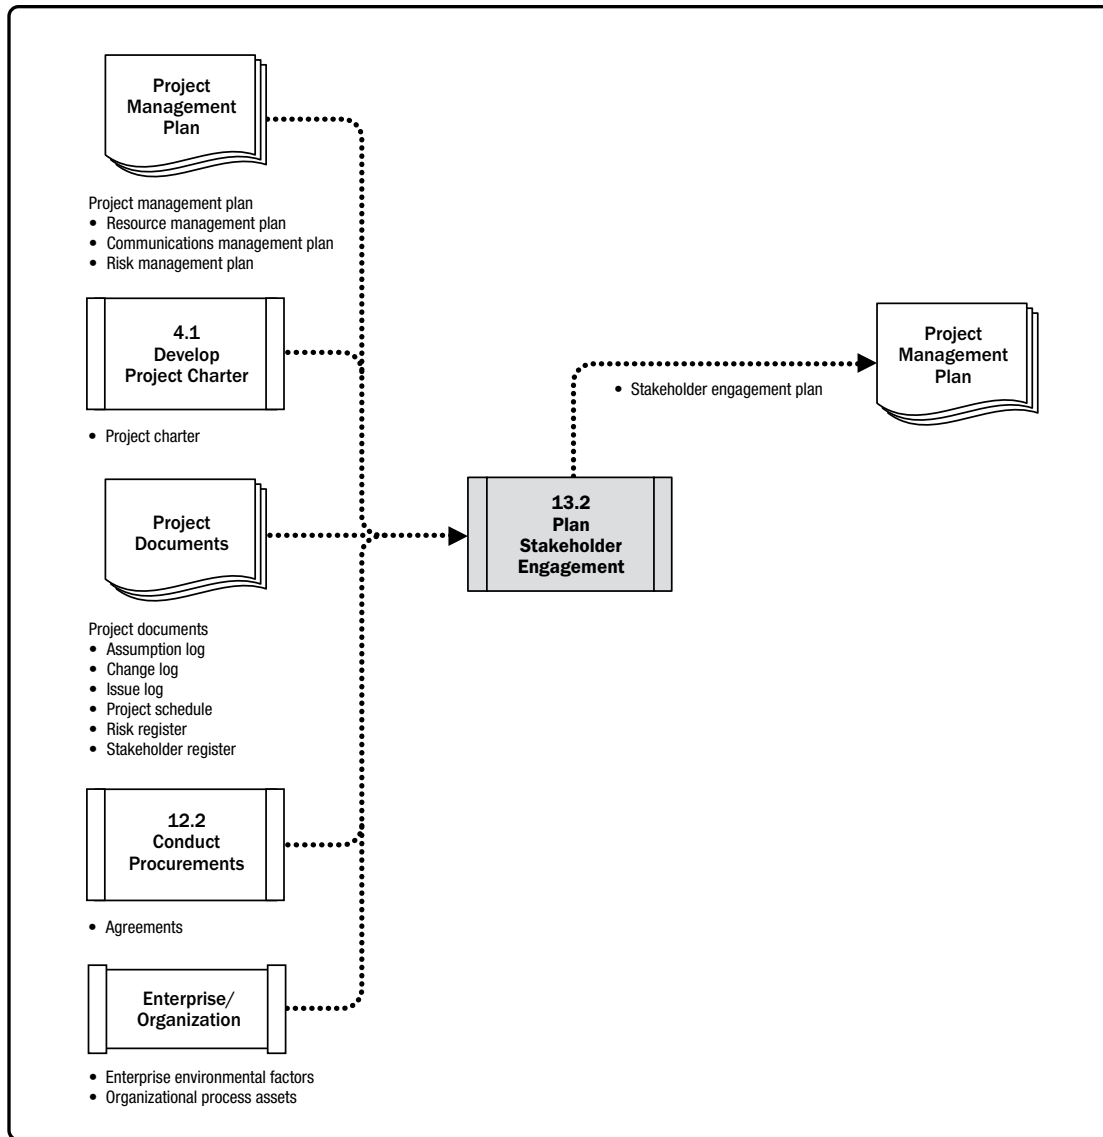 Project
Management
Plan
Project management plan
• Resource management plan
• Communications management plan
• Risk management plan
4.1
Develop
Project Charter
• Project charter
Project
Documents
Project documents
• Assumption log
• Change log
• Issue log
• Project schedule
• Risk register
• Stakeholder register
12.2
Conduct
Procurements
• Agreements
Enterprise/
Organization
• Enterprise environmental factors
• Organizational process assets
13.2
Plan
Stakeholder
Engagement
• Stakeholder engagement plan
Project
Management
Plan